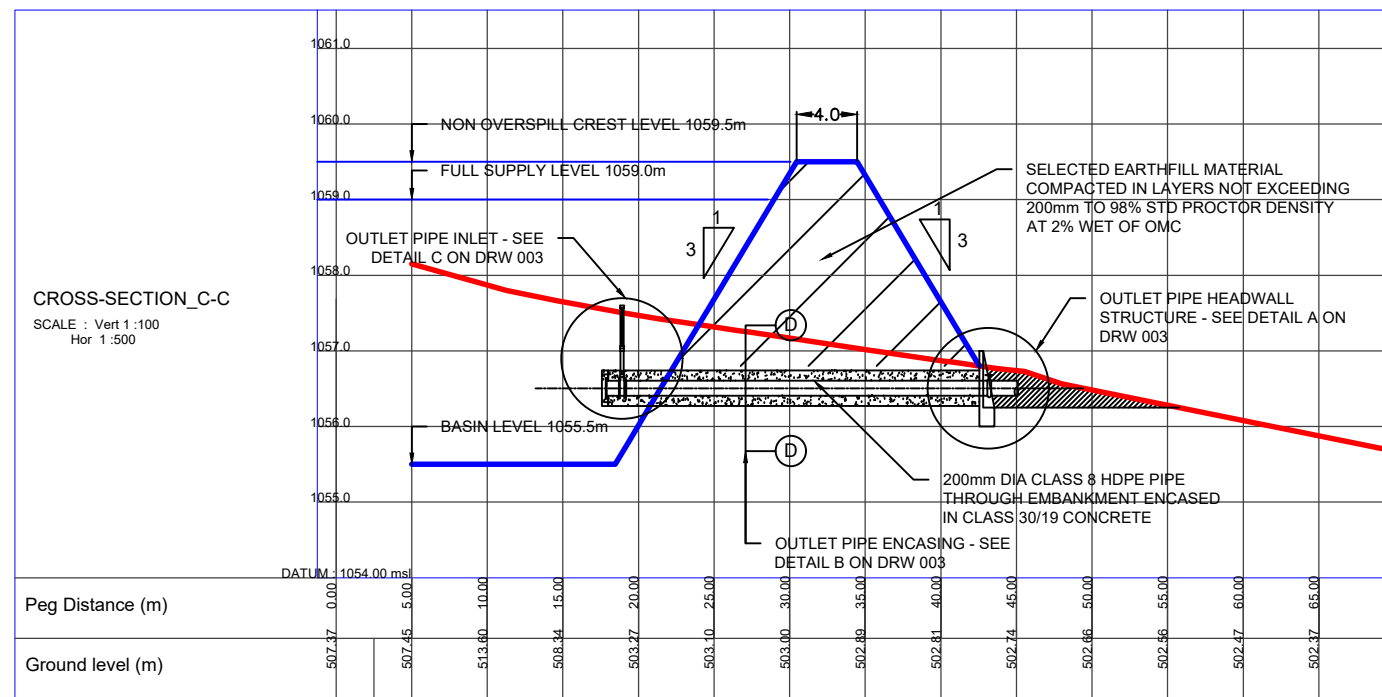 1061.0
1060.0
4.0
NON OVERSPILL CREST LEVEL 1059.5m
FULL SUPPLY LEVEL 1059.0m
1059.0
SELECTED EARTHFILL MATERIAL
COMPACTED IN LAYERS NOT EXCEEDING
200mm TO 98% STD PROCTOR DENSITY
AT 2% WET OF OMC
1
3
1
3
OUTLET PIPE INLET - SEE
DETAIL C ON DRW 003
1058.0
CROSS-SECTION_C-C
SCALE : Vert 1 :100
Hor 1 :500
OUTLET PIPE HEADWALL
STRUCTURE - SEE DETAIL A ON
DRW 003
D
1057.0
1056.0
BASIN LEVEL 1055.5m
D
200mm DIA CLASS 8 HDPE PIPE
THROUGH EMBANKMENT ENCASED
IN CLASS 30/19 CONCRETE
1055.0
OUTLET PIPE ENCASING - SEE
DETAIL B ON DRW 003
DATUM : 1054.00 msl
Peg Distance (m) 0.000 5.00 10.00 15.00 20.00 25.00 30.00 35.00 40.00 45.00 50.00 55.00 60.00 65.00
Ground level (m) 507.37 507.45 513.60 508.34 503.27 503.10 503.00 502.89 502.81 502.74 502.66 502.56 502.47 502.37